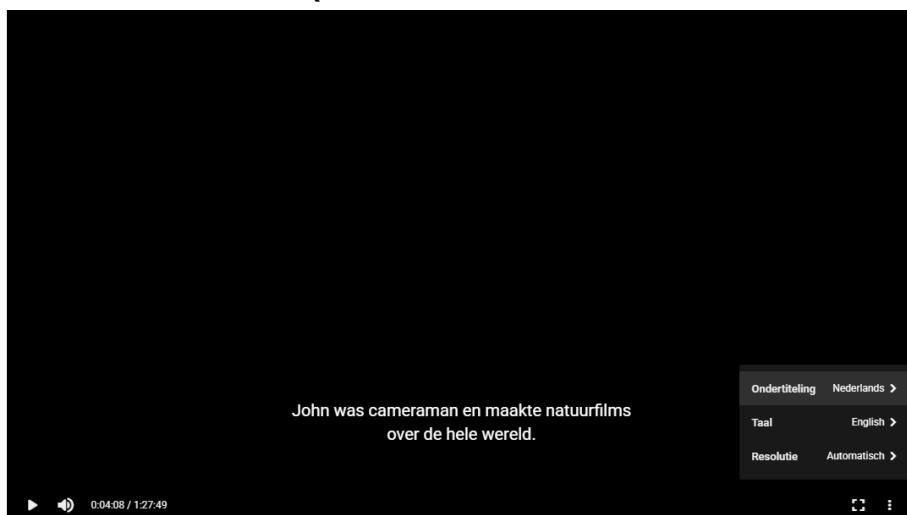 Ondertiteling Nederlands
Taal English
Resolutie Automatisch
John was cameraman en maakte natuurfilms
over de hele wereld.
0:04:08 / 1:27:49